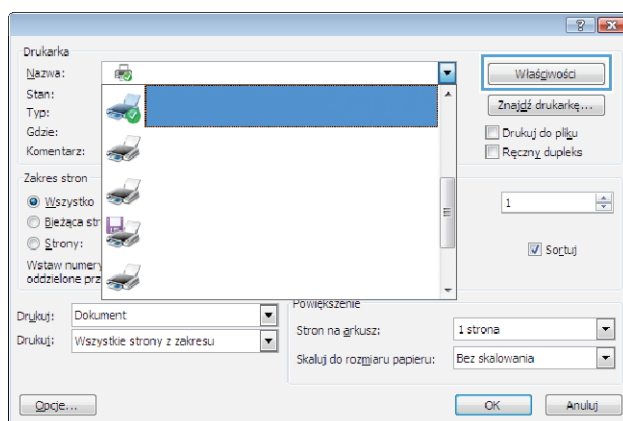 Drukarka
Nazwa:
Właściwości
Stan:
Typ:
Znajdź drukarkę...
Gdzie:
Drukuj do pliku
Komentarz:
Ręczny dupleks
Zakres stron
Wszystko
1
Bieżąca str
Strony:
Sortuj
Wstaw numery
oddzielone prz
Powiększenie
Drukuj: Dokument
Stron na arkusz: 1 strona
Drukuj: Wszystkie strony z zakresu
Skaluj do rozmiaru papieru: Bez skalowania
Opcje...
OK
Anuluj